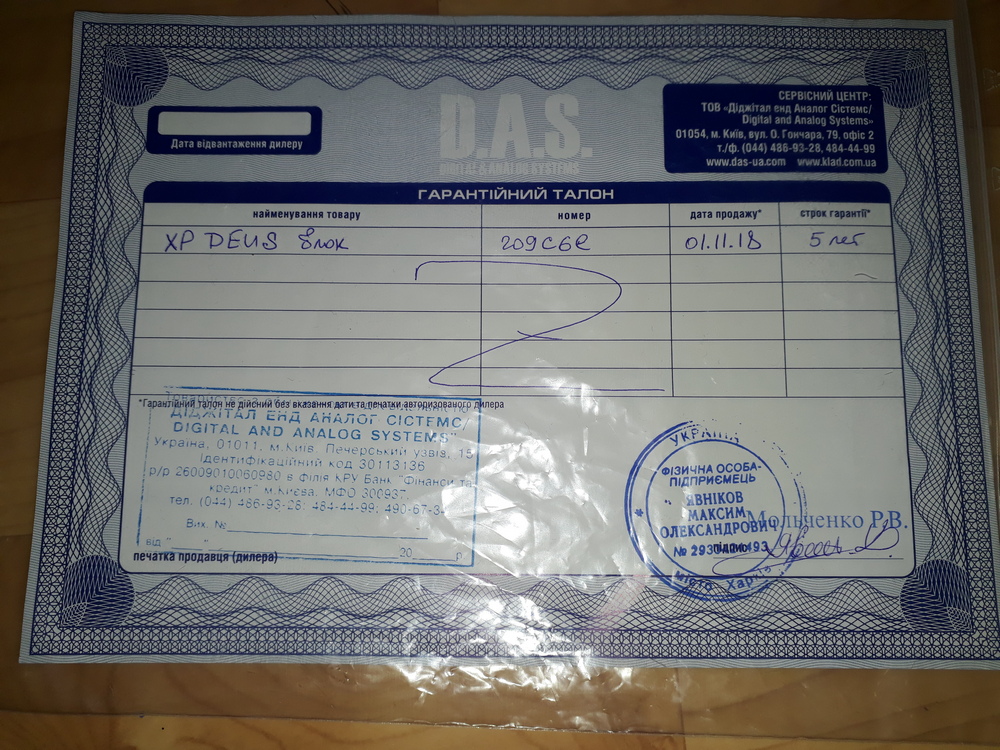 D.A.S.
DIGITAL & ANALOG SYSTEMS
Дата відвантаження дилеру
СЕРВІСНИЙ ЦЕНТР:
ТОВ «Діджітал енд Аналог Сістемс/
Digital and Analog Systems»
01054, м. Київ, вул. О. Гончара, 79, офіс 2
т./ф. (044) 486-93-28, 484-44-99
www.das-ua.com www.klad.com.ua
ГАРАНТІЙНИЙ ТАЛОН
найменування товару номер дата продажу* строк гарантії*
XP DEUS блок 209C6R 01.11.18 5 лет
*Гарантійний талон не дійсний без вказання дати та печатки авторизованого дилера
ДІДЖІТАЛ ЕНД АНАЛОГ СІСТЕМС/
DIGITAL AND ANALOG SYSTEMS"
Україна, 01011, м.Київ, Печерський узвіз, 15
Ідентифікаційний код 30113136
р/р 26009010060980 в Філія КРУ Банк "Фінанси та
кредит" м.Києва, МФО 300937
тел. (044) 486-93-28; 484-44-99; 490-67-34
Вих. №
від " " 20 р
печатка продавця (дилера)
УКРАЇНА
ФІЗИЧНА ОСОБА-
ПІДПРИЄМЕЦЬ
ЯВНІКОВ
МАКСИМ
ОЛЕКСАНДРОВИЧ
Мольченко Р.В.
підпис
місто Харків